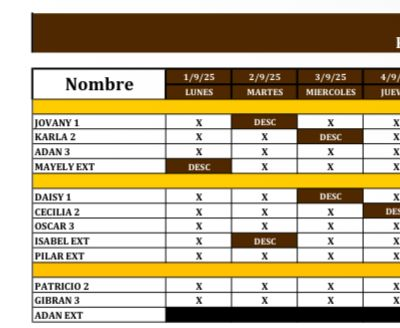 Nombre 1/9/25 2/9/25 3/9/25 4/9/
LUNES MARTES MIERCOLES JUEV
JOVANY 1 X DESC X X
KARLA 2 X X DESC X
ADAN 3 X X X X
MAYELY EXT DESC X X X
DAISY 1 X X DESC X
CECILIA 2 X X X DES
OSCAR 3 X X X X
ISABEL EXT X DESC X X
PILAR EXT X X X X
PATRICIO 2 X X X X
GIBRAN 3 X X X X
ADAN EXT